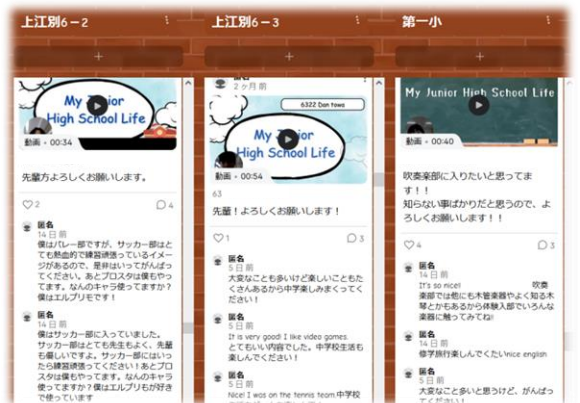 上江別6－2
My Junior
High School Life
動画・00:34
先輩方よろしくお願いします。
2
4
匿名
14日前
僕はバレー部ですが、サッカー部はと
ても熱血的で練習頑張っているイメー
ジがあるので、是非はいってがんばっ
てください。あとプロスタは僕もやっ
てます。なんのキャラ使ってますか？
僕はエルプリモです！
匿名
14日前
僕はサッカー部に入っていました。
サッカー部はとても先生もよく、先輩
も優しいですよ。サッカー部にはいっ
たら練習頑張ってください！あとプロ
スタは僕もやってます。なんのキャラ
使ってますか？僕はエルプリモが好き
で使っています
上江別6－3
匿名
2ヶ月前
6322 Dan towa
My Junior
High School Life
動画・00:54
63
先輩！よろしくお願いします！
1
3
匿名
5日前
大変なことも多いけど楽しいこともた
くさんあるから中学楽しみまくってく
ださい！
匿名
5日前
It is very good! I like video games.
とてもいい内容でした。中学校生活も
楽しんでください！
匿名
5日前
Nice! I was on the tennis team.中学校
第一小
My Junior High School Life
動画・00:40
吹奏楽部に入りたいと思ってま
す！！
知らない事ばかりだと思うので、よ
ろしくお願いします！！
4
3
匿名
14日前
It's so nice! 吹奏
楽部では他にも木管楽器やよく知る木
琴とかもあるから体験入部でいろんな
楽器に触ってみてね!
匿名
14日前
修学旅行楽しんでくたいnice english
匿名
5日前
大変なこと多いと思うけど、がんばっ
てください！